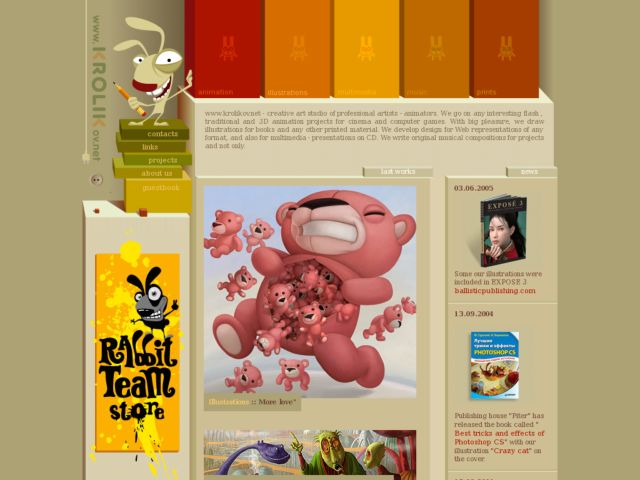 www.KROLIKov.net
animation
illustrations
multimedia
music
prints
contacts
links
projects
about us
guestbook
www.krolikov.net - creative art studio of professional artists - animators. We go on any interesting flash ,
traditional and 3D animation projects for cinema and computer games. With big pleasure, we draw
illustrations for books and any other printed material. We develop design for Web representations of any
format, and also for moltimedia - presentations on CD. We write original musical compositions for projects
and not only.
last works
news
03.06.2005
EXPOSÉ 3
Some our illustrations were
included in EXPOSE 3
ballisticpublishing.com
13.09.2004
Лучшие
трюки и эффекты
PHOTOSHOP CS
Publishing house "Piter" has
released the book called "
Best tricks and effects of
Photoshop CS" with our
illustration "Crazy cat" on
the cover.
Rabbit
Team
store
Illustrations :: More love"